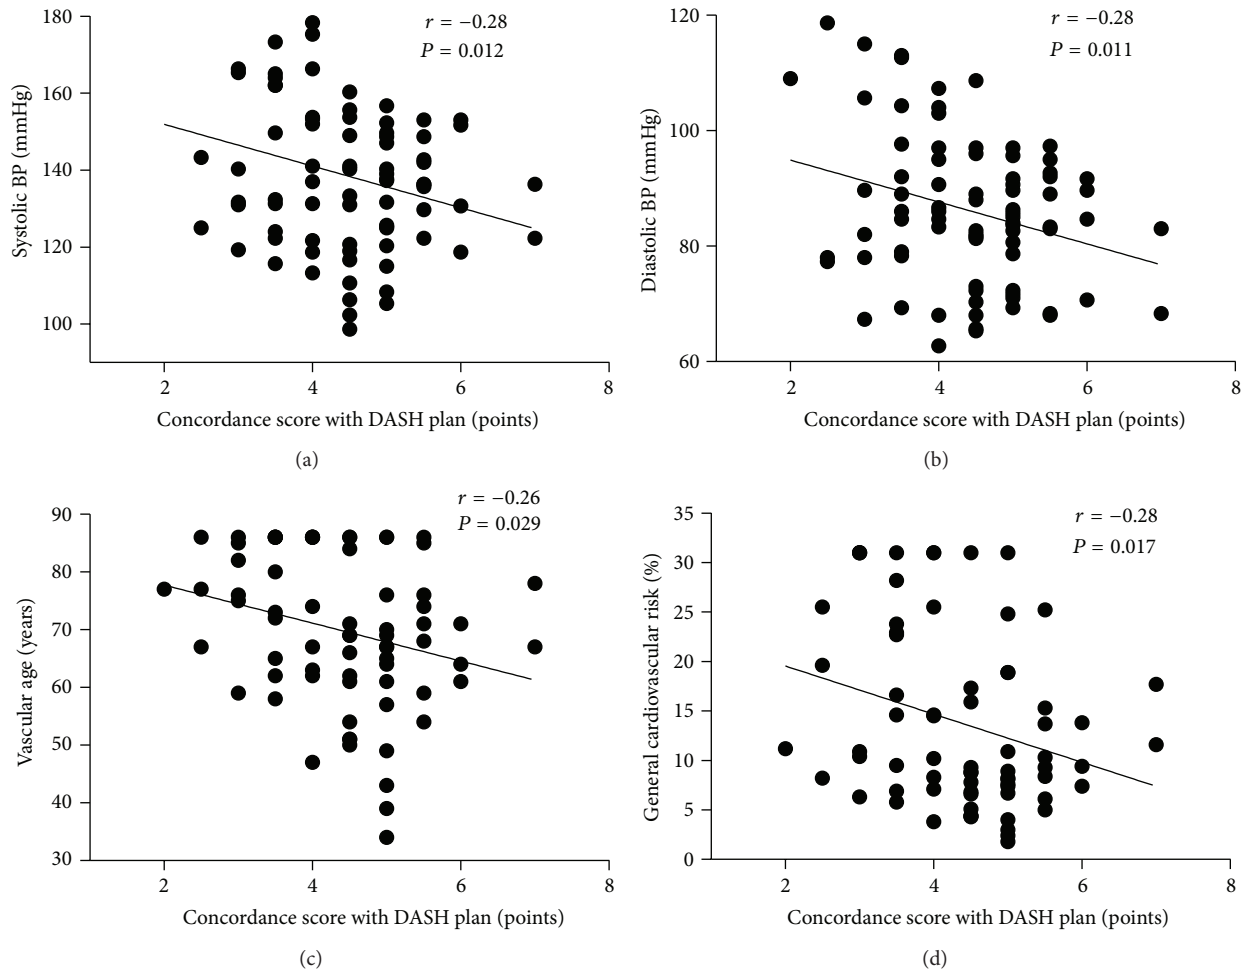 r = −0.28
P = 0.012
180
160
140
120
100
Systolic BP (mmHg)
2 4 6 8
Concordance score with DASH plan (points)
(a)
r = −0.28
P = 0.011
120
100
80
60
Diastolic BP (mmHg)
2 4 6 8
Concordance score with DASH plan (points)
(b)
r = −0.26
P = 0.029
90
80
70
60
50
40
30
Vascular age (years)
2 4 6 8
Concordance score with DASH plan (points)
(c)
r = −0.28
P = 0.017
35
30
25
20
15
10
5
0
General cardiovascular risk (%)
2 4 6 8
Concordance score with DASH plan (points)
(d)